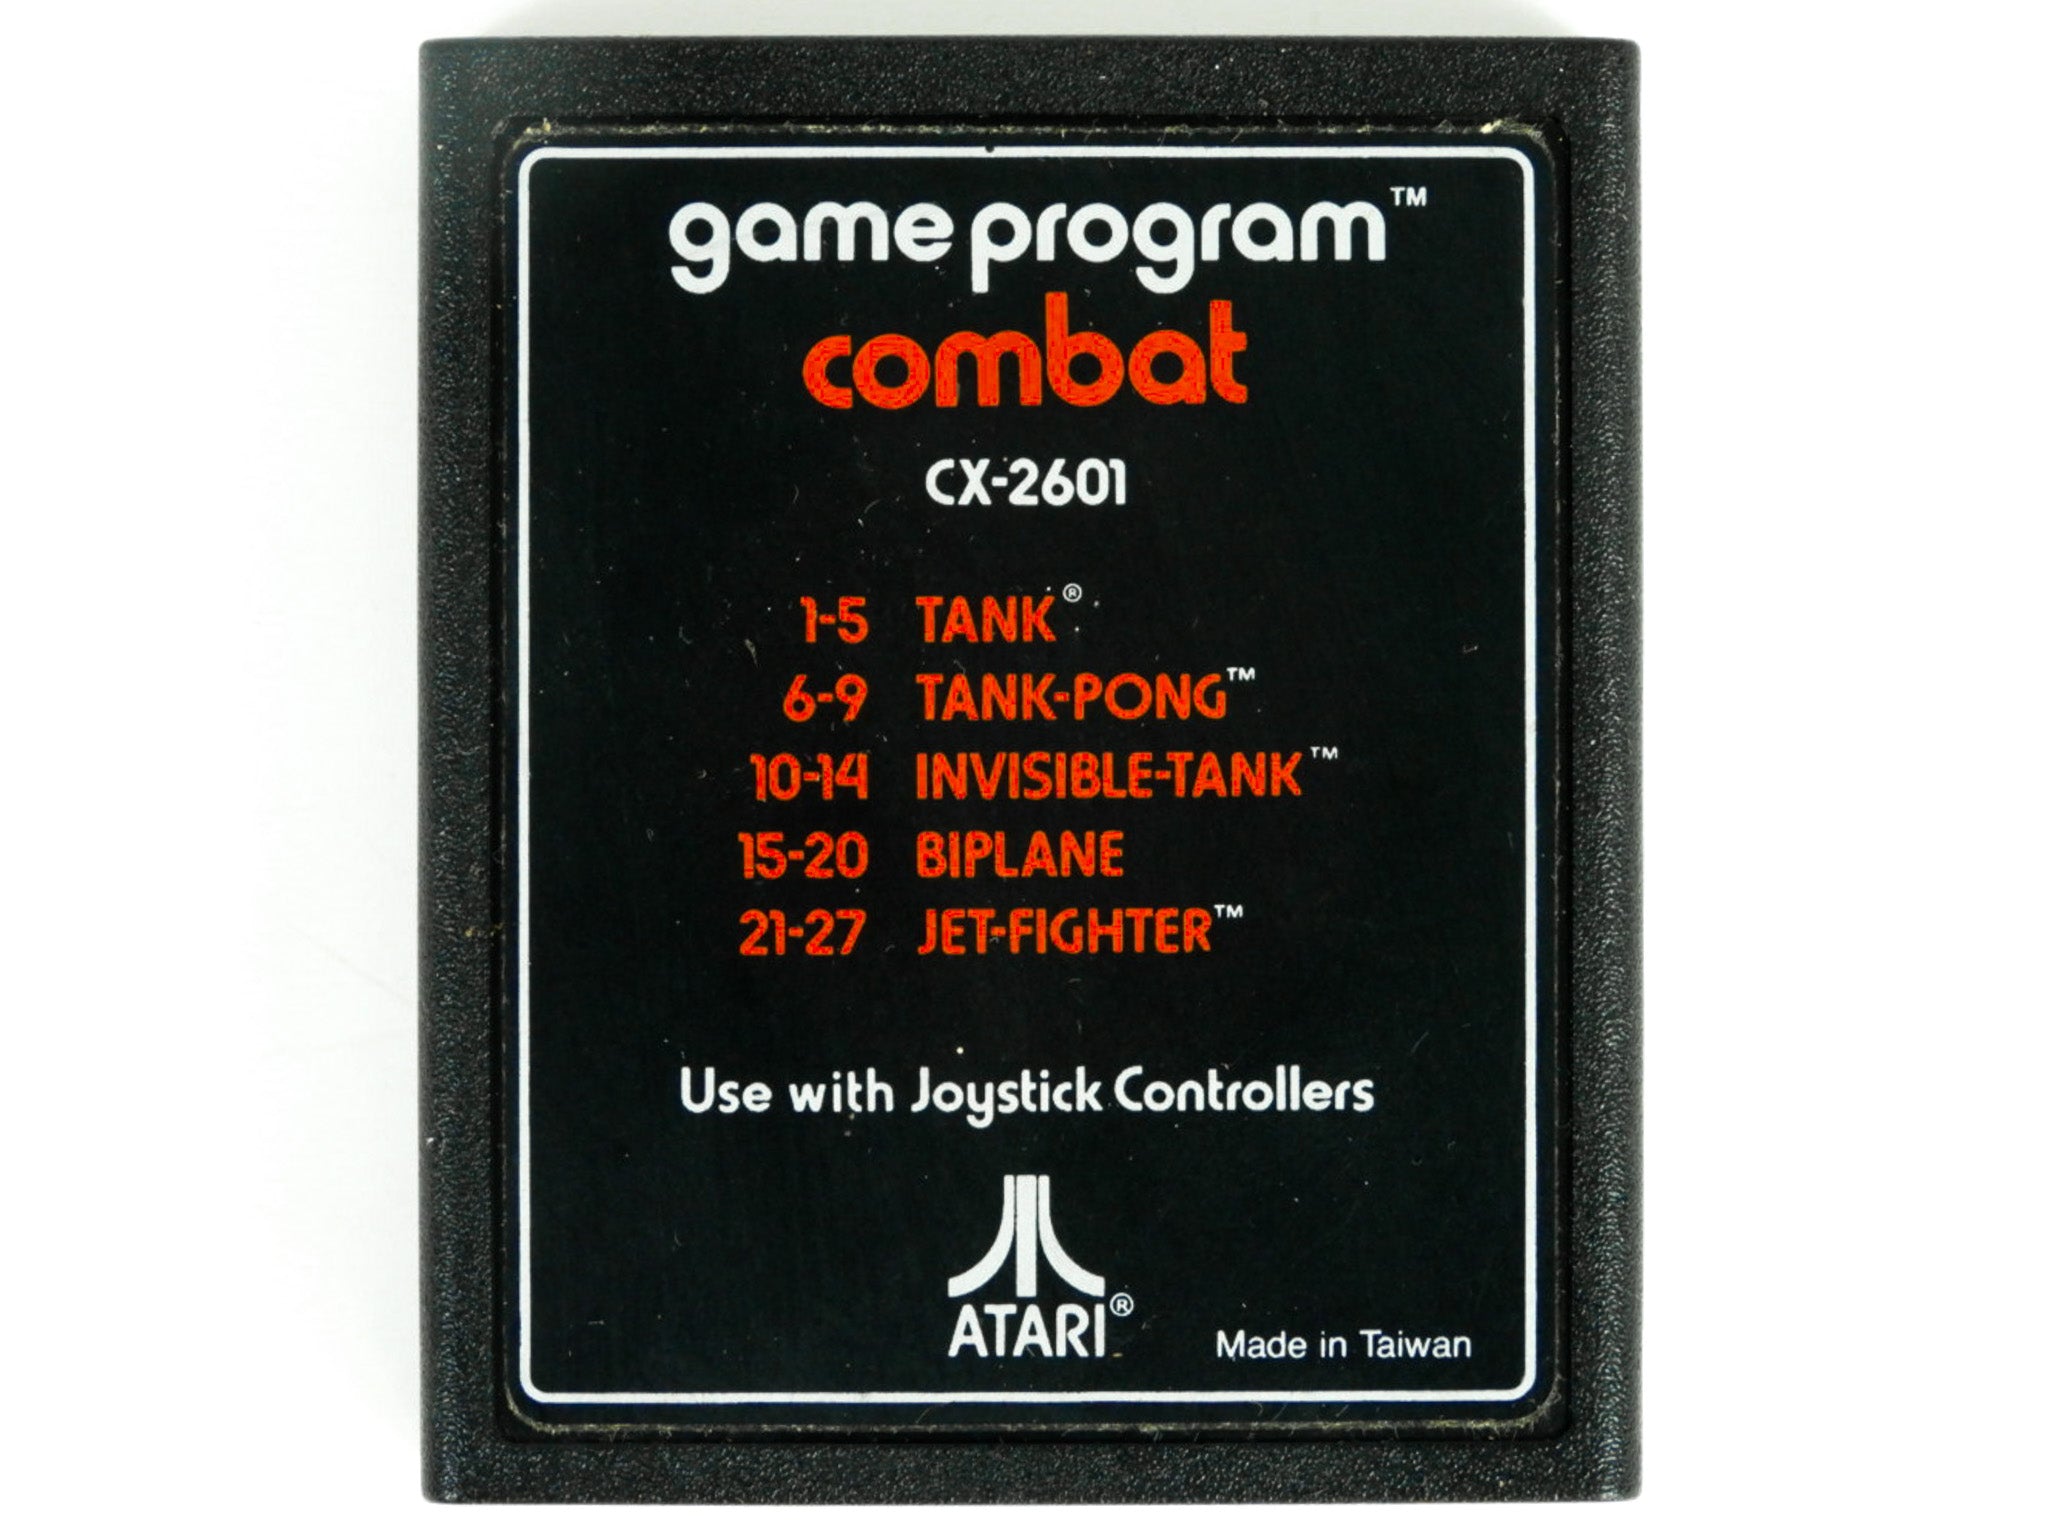 game program™
combat
CX-2601
1-5 TANK®
6-9 TANK-PONG™
10-14 INVISIBLE-TANK™
15-20 BIPLANE
21-27 JET-FIGHTER™
Use with Joystick Controllers
ATARI®
Made in Taiwan